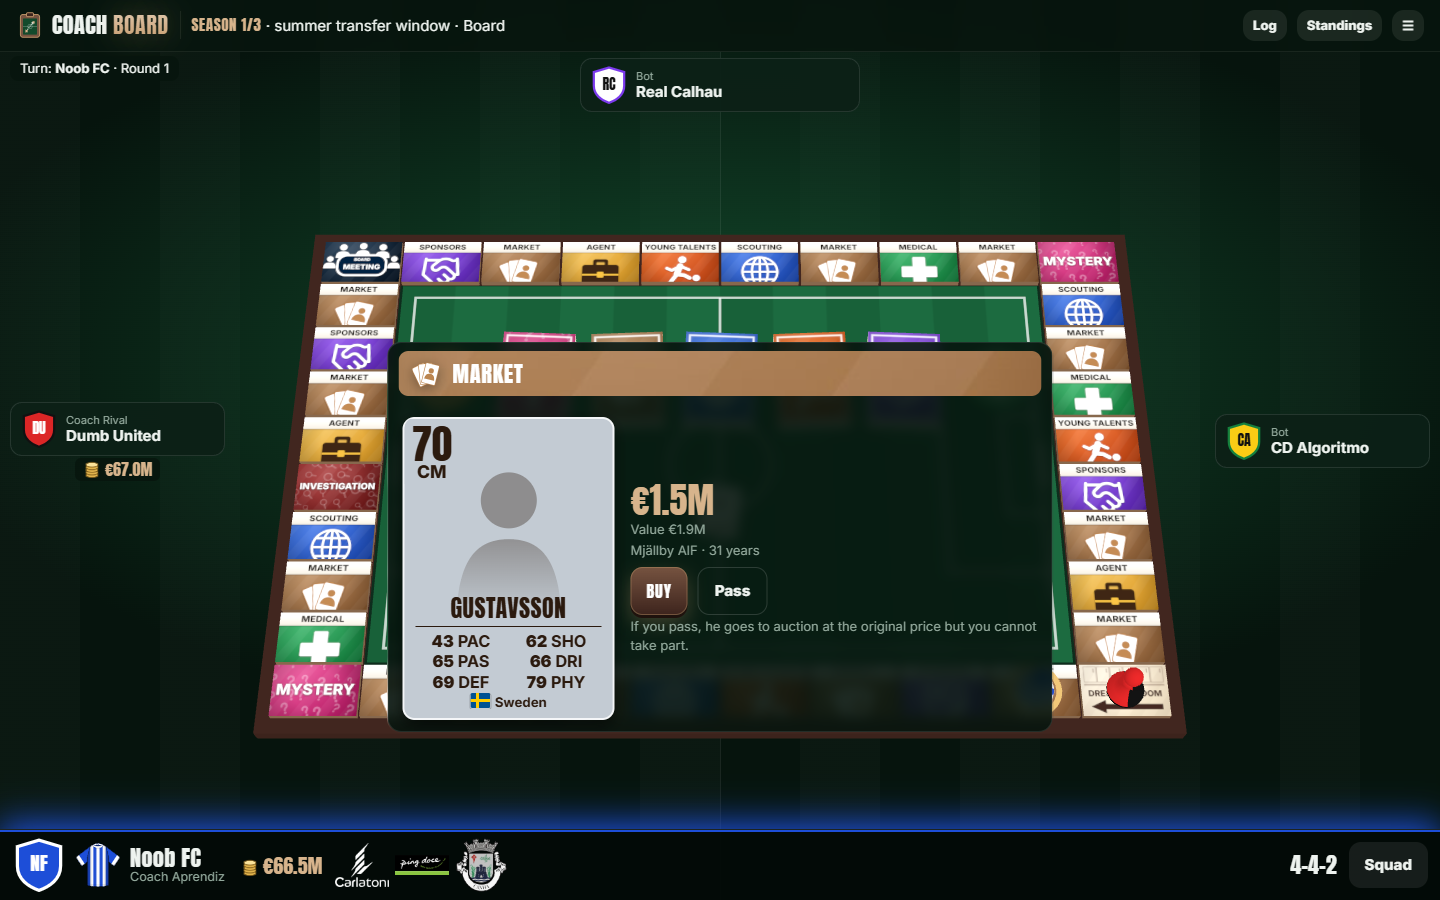 COACH BOARD
SEASON 1/3 · summer transfer window · Board
Log
Standings
Turn: Noob FC · Round 1
RC
Bot
Real Calhau
BOARD MEETING
SPONSORS
MARKET
AGENT
YOUNG TALENTS
SCOUTING
MARKET
MEDICAL
MARKET
MYSTERY
MARKET
SPONSORS
MARKET
AGENT
INVESTIGATION
SCOUTING
MARKET
MEDICAL
MYSTERY
SCOUTING
MARKET
MEDICAL
YOUNG TALENTS
SPONSORS
MARKET
AGENT
MARKET
DU
Coach Rival
Dumb United
€67.0M
CA
Bot
CD Algoritmo
MARKET
70
CM
GUSTAVSSON
43 PAC 62 SHO
65 PAS 66 DRI
69 DEF 79 PHY
Sweden
€1.5M
Value €1.9M
Mjällby AIF · 31 years
BUY
Pass
If you pass, he goes to auction at the original price but you cannot
take part.
NF
Noob FC
Coach Aprendiz
€66.5M
Carlaton
ping doce
4-4-2
Squad